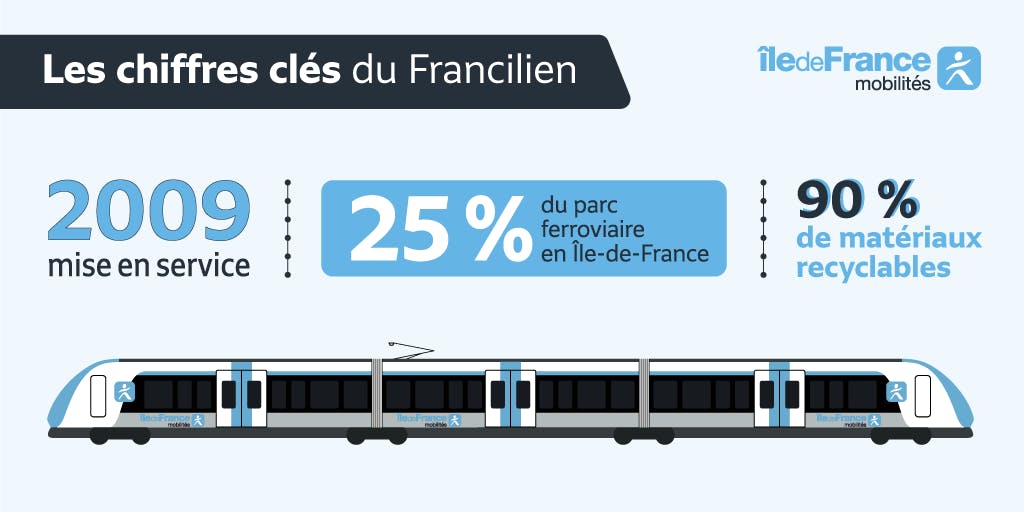 Les chiffres clés du Francilien
îledeFrance
mobilités
2009
mise en service
25 %
du parc
ferroviaire
en Île-de-France
90 %
de matériaux
recyclables
îledeFrance
mobilités
îledeFrance
mobilités
îledeFrance
mobilités